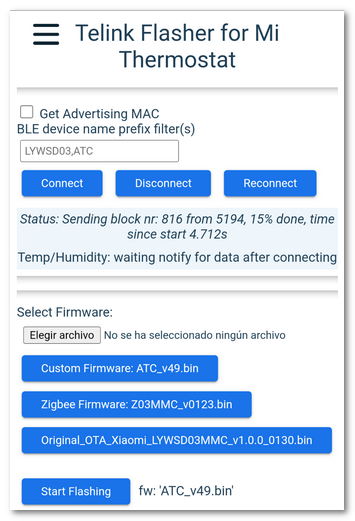 Telink Flasher for Mi
Thermostat
Get Advertising MAC
BLE device name prefix filter(s)
LYWSD03,ATC
Connect Disconnect Reconnect
Status: Sending block nr: 816 from 5194, 15% done, time
since start 4.712s
Temp/Humidity: waiting notify for data after connecting
Select Firmware:
Elegir archivo No se ha seleccionado ningún archivo
Custom Firmware: ATC_v49.bin
Zigbee Firmware: Z03MMC_v0123.bin
Original_OTA_Xiaomi_LYWSD03MMC_v1.0.0_0130.bin
Start Flashing fw: 'ATC_v49.bin'